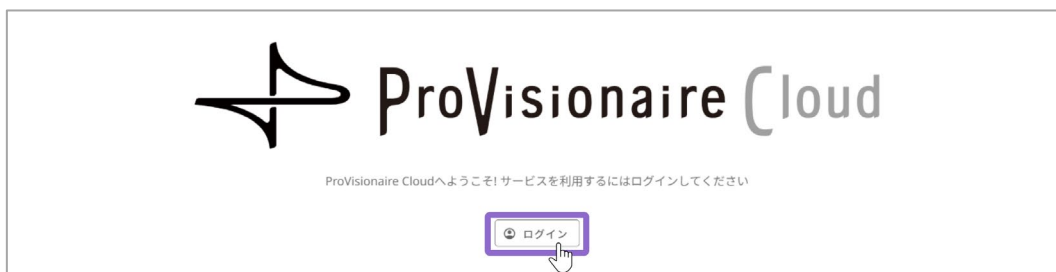 ProVisionaire Cloud
ProVisionaire Cloudへようこそ! サービスを利用するにはログインしてください
ログイン